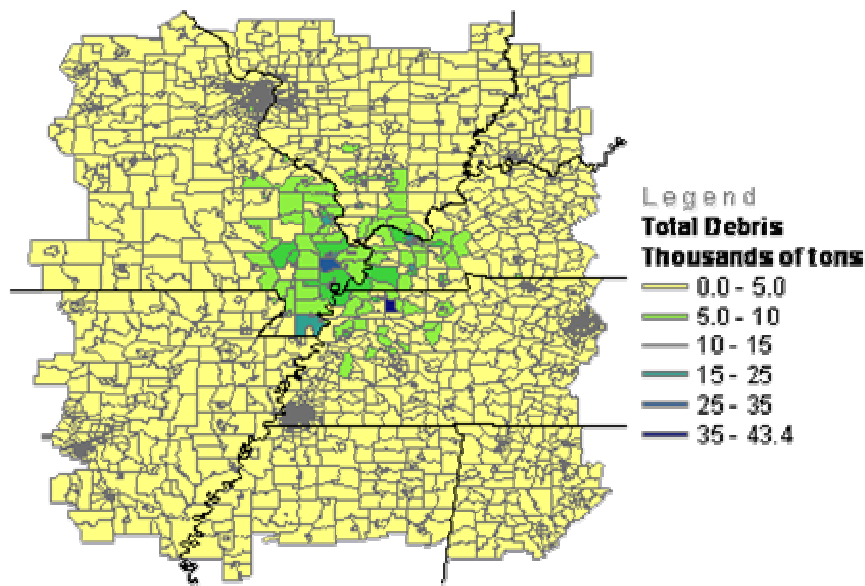 Legend
Total Debris
Thousands of tons
0.0 - 5.0
5.0 - 10
10 - 15
15 - 25
25 - 35
35 - 43.4